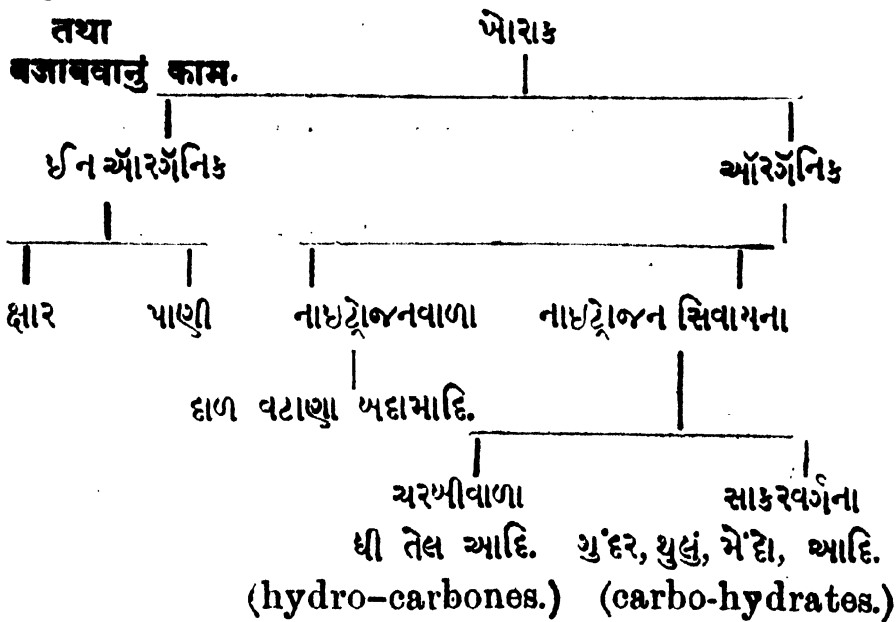 તથા
ખોરાક
બજાવવાનું કામ.
ઈન ઑરગૅનિક ઑરગૅનિક
ક્ષાર પાણી નાઇટ્રોજનવાળા નાઇટ્રોજન સિવાયના
દાળ વટાણા બદામાદિ.
ચરબીવાળા સાકરવર્ગના
ઘી તેલ આદિ. ગુંદર, થુલું, મેંદો, આદિ.
(hydro-carbones.) (carbo-hydrates.)